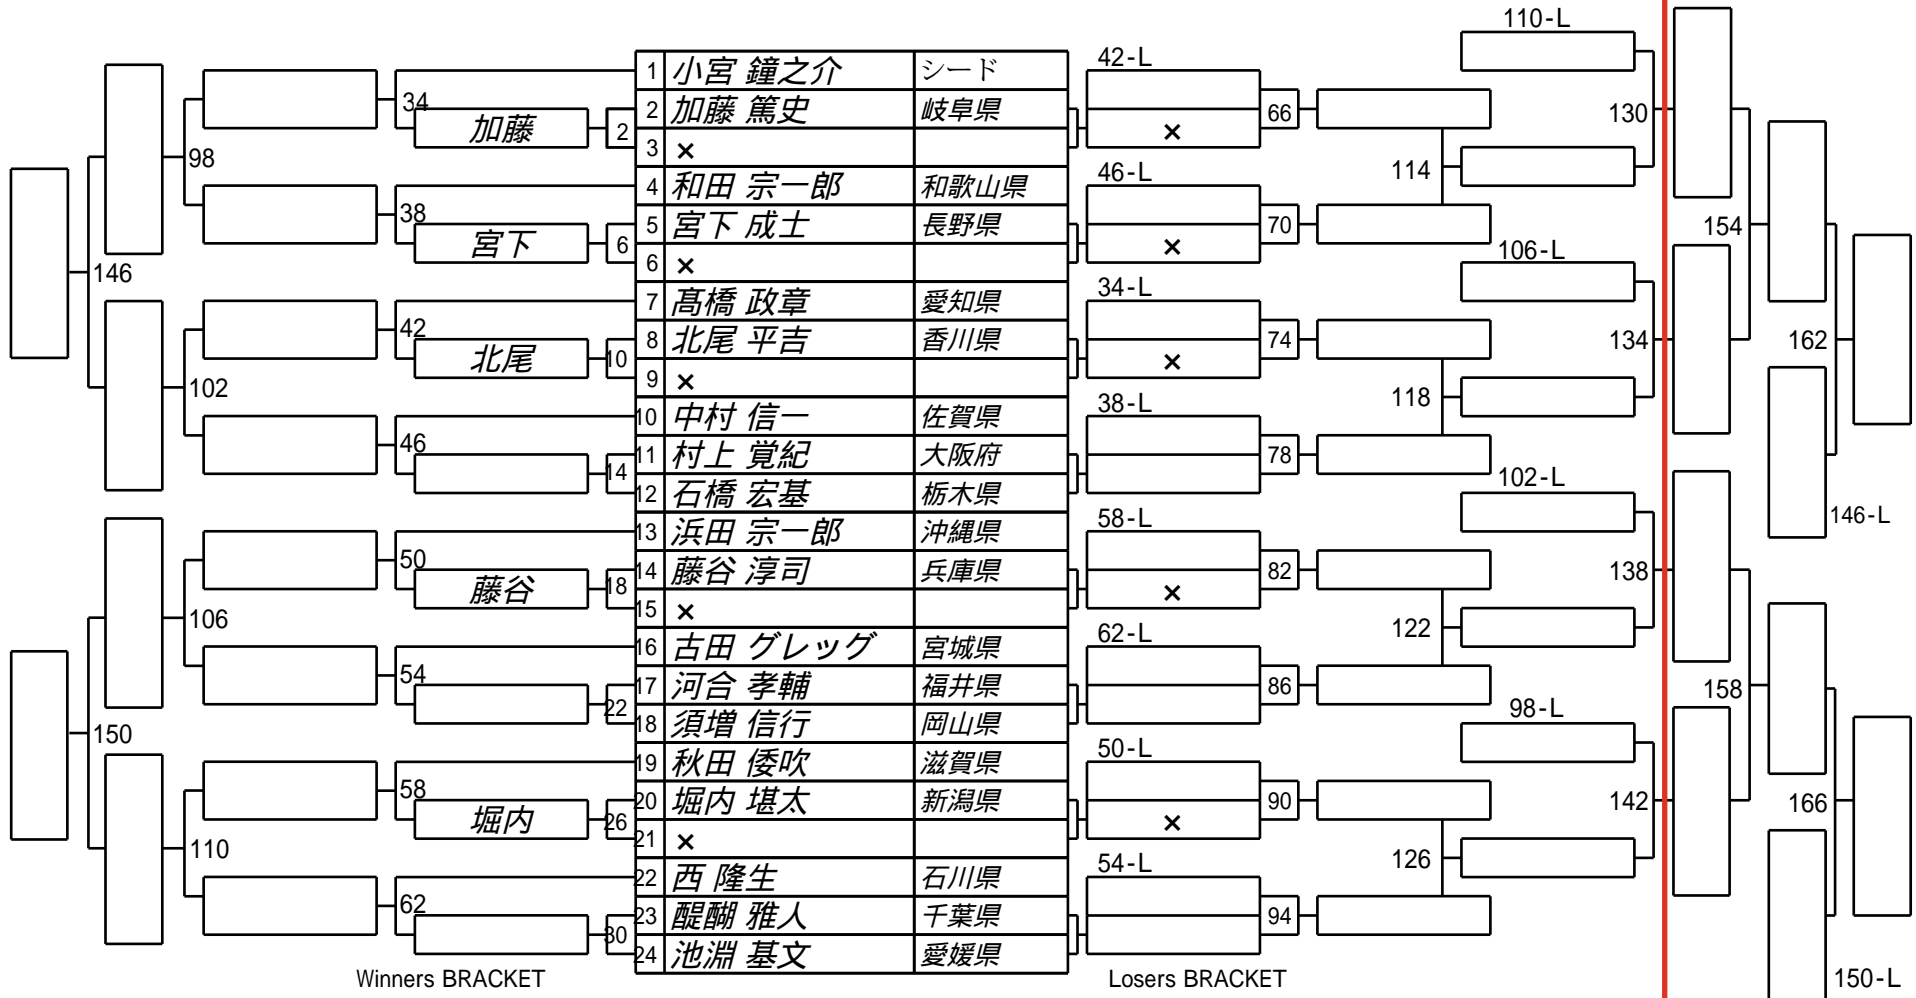 110-L
42-L
1 小宮 鐘之介 シード
34 加藤 2
2 加藤 篤史 岐阜県
66
130
×
98
3 ×
114
4 和田 宗一郎 和歌山県
46-L
38
5 宮下 成士 長野県
70
154
宮下 6
6 ×
×
106-L
146
7 髙橋 政章 愛知県
34-L
42
8 北尾 平吉 香川県
74
134
162
北尾 10
9 ×
×
102
118
10 中村 信一 佐賀県
38-L
46
11 村上 覚紀 大阪府
78
14
12 石橋 宏基 栃木県
102-L
13 浜田 宗一郎 沖縄県
58-L
146-L
50
14 藤谷 淳司 兵庫県
82
138
藤谷 18
15 ×
×
106
122
16 古田 グレッグ 宮城県
62-L
54
17 河合 孝輔 福井県
86
158
22
18 須増 信行 岡山県
98-L
150
19 秋田 倭吹 滋賀県
50-L
58
20 堀内 堪太 新潟県
90
142
166
堀内 26
21 ×
×
110
126
22 西 隆生 石川県
54-L
62
23 醍醐 雅人 千葉県
94
30
24 池淵 基文 愛媛県
Winners BRACKET
Losers BRACKET
150-L